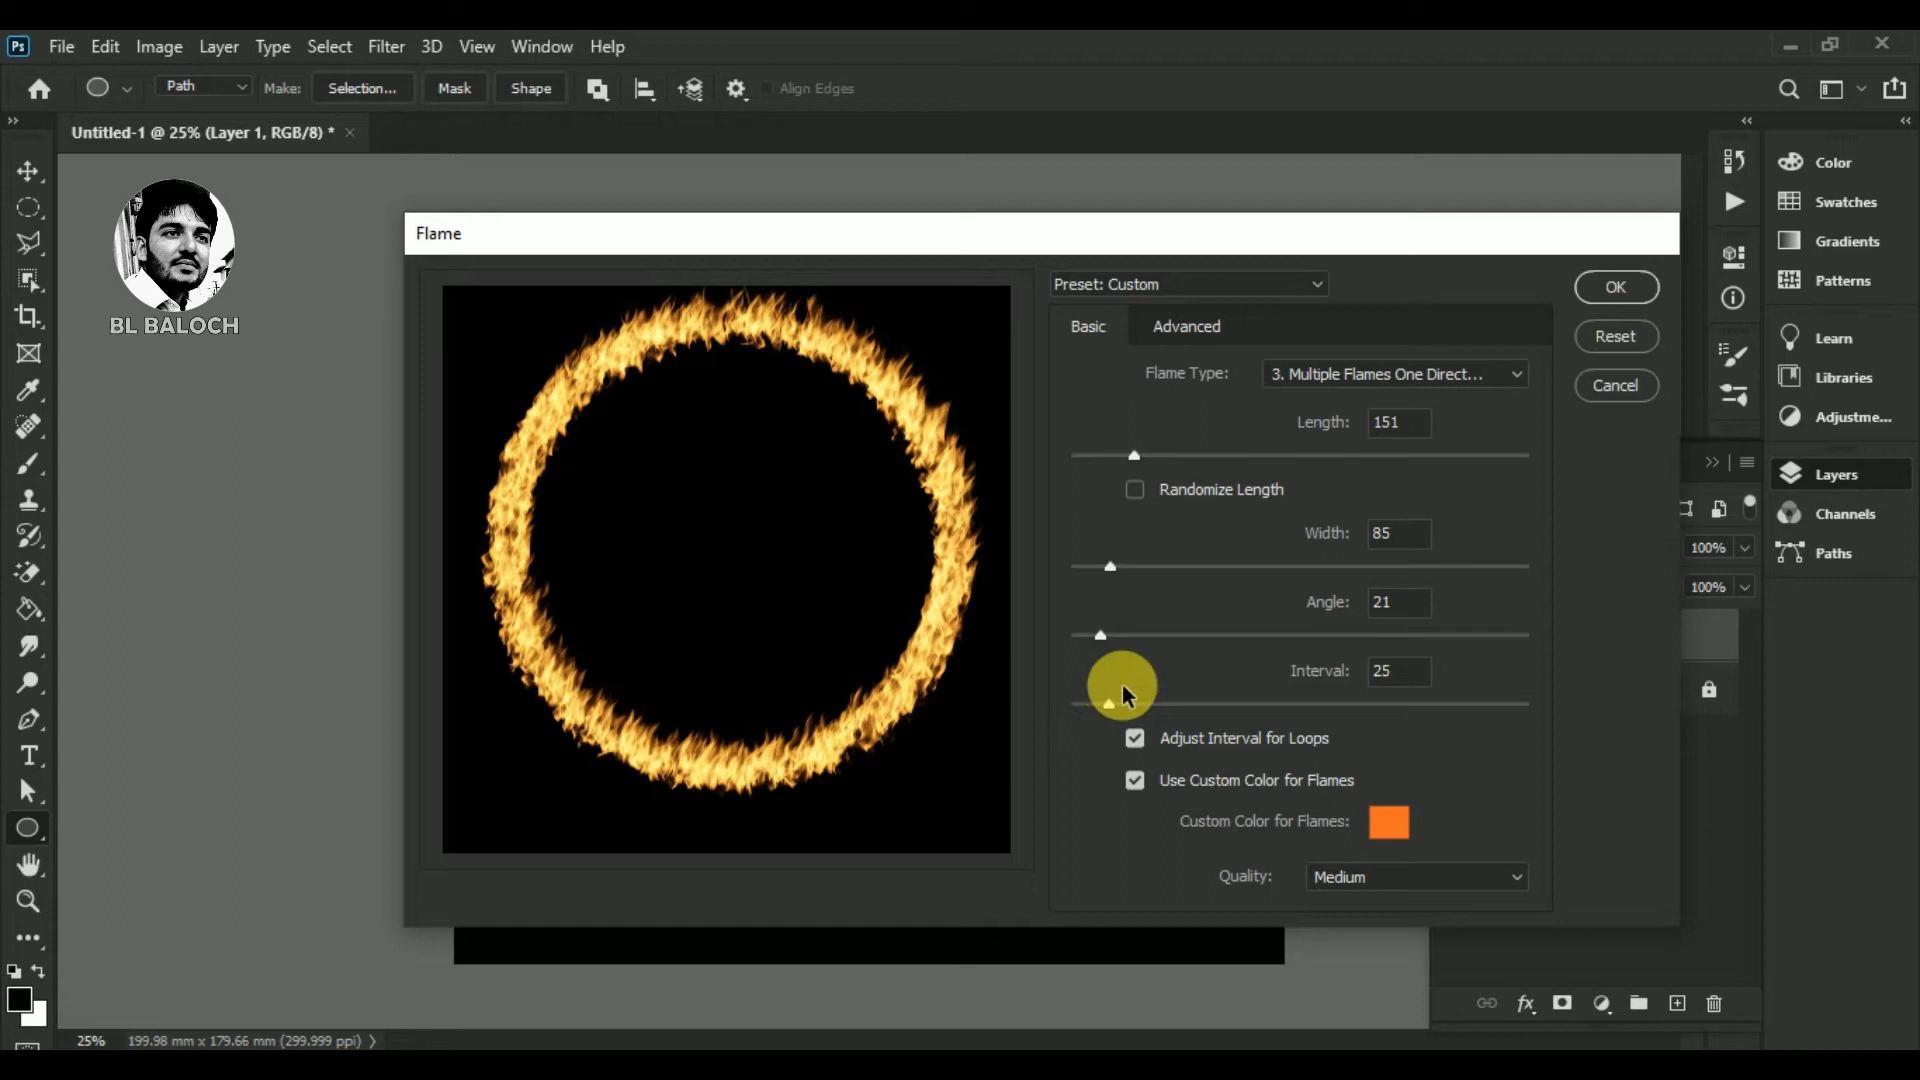 Ps File Edit Image Layer Type Select Filter 3D View Window Help
Path Make: Selection... Mask Shape Align Edges
Untitled-1 @ 25% (Layer 1, RGB/8) *
BL BALOCH
Flame
Preset: Custom
Basic Advanced
Flame Type: 3. Multiple Flames One Direct...
Length: 151
Randomize Length
Width: 85
Angle: 21
Interval: 25
Adjust Interval for Loops
Use Custom Color for Flames
Custom Color for Flames:
Quality: Medium
OK
Reset
Cancel
Color
Swatches
Gradients
Patterns
Learn
Libraries
Adjustme...
Layers
Channels
Paths
100%
100%
fx
25% 199.98 mm x 179.66 mm (299.999 ppi)